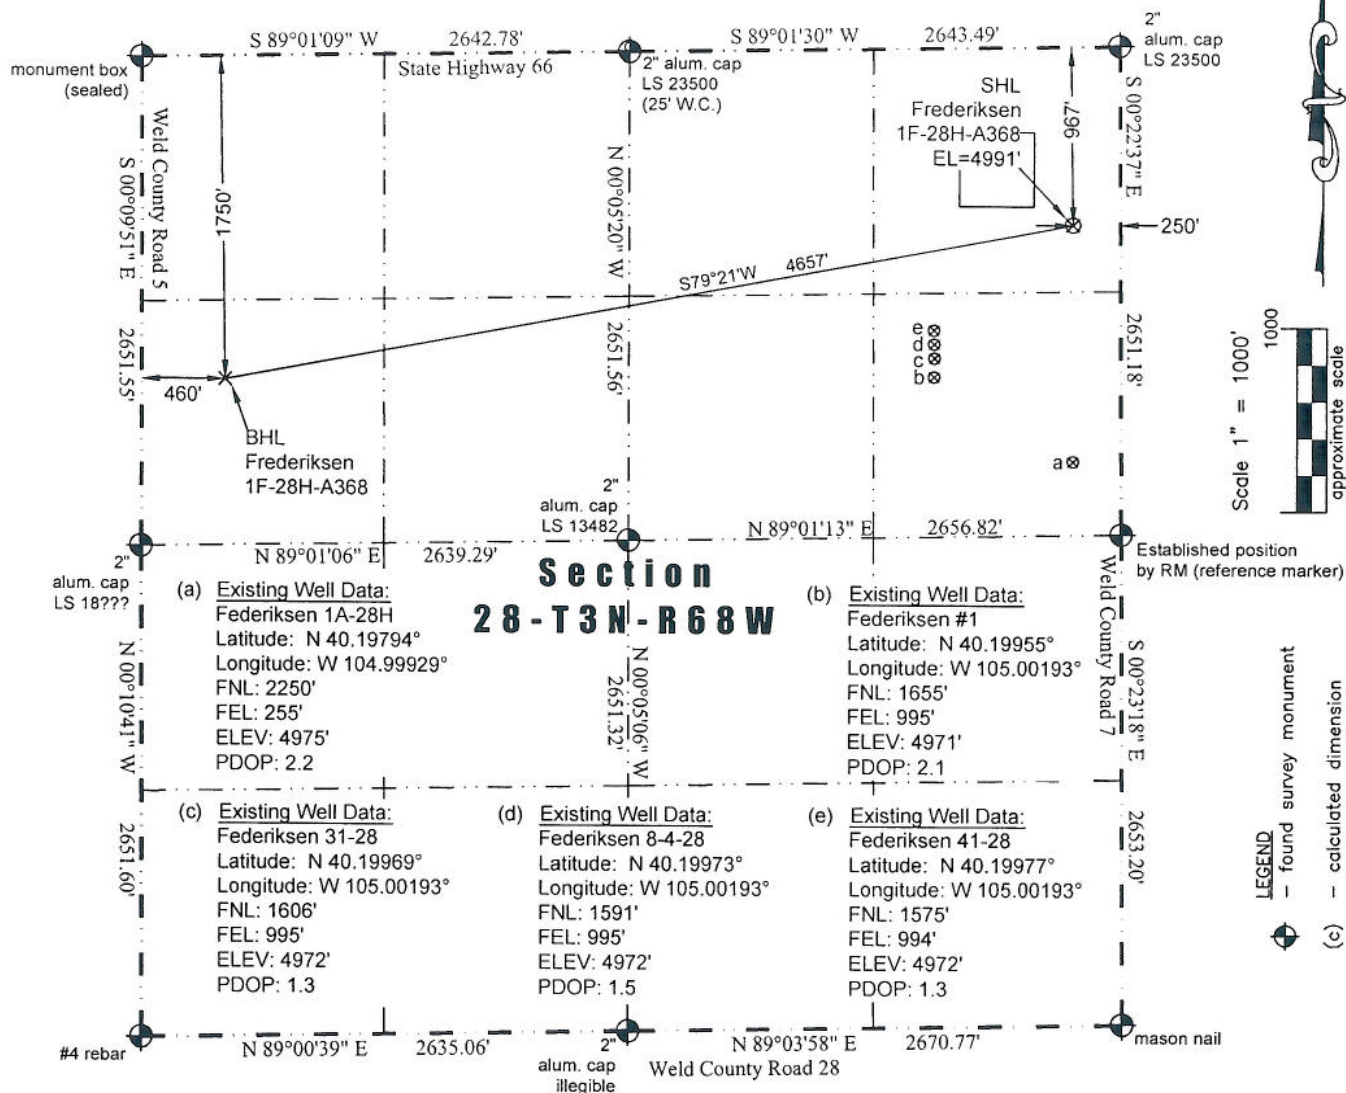 S 89°01'09" W 2642.78'
State Highway 66
S 89°01'30" W 2643.49'
monument box
(sealed)
2" alum. cap
LS 23500
(25' W.C.)
2"
alum. cap
LS 23500
Weld County Road 5
S 00°09'51" E
2651.55'
1750'
N 00°05'20" W
2651.56'
SHL
Frederiksen
1F-28H-A368
EL=4991'
967'
S 00°22'37" E
2651.18'
250'
S79°21'W 4657'
460'
BHL
Frederiksen
1F-28H-A368
e
d
c
b
a
Scale 1" = 1000'
1000
approximate scale
2"
alum. cap
LS 13482
N 89°01'06" E 2639.29'
N 89°01'13" E 2656.82'
2"
alum. cap
LS 18???
Established position
by RM (reference marker)
Section
28-T3N-R68W
(a) Existing Well Data:
Federiksen 1A-28H
Latitude: N 40.19794°
Longitude: W 104.99929°
FNL: 2250'
FEL: 255'
ELEV: 4975'
PDOP: 2.2
(b) Existing Well Data:
Federiksen #1
Latitude: N 40.19955°
Longitude: W 105.00193°
FNL: 1655'
FEL: 995'
ELEV: 4971'
PDOP: 2.1
N 00°10'41" W
2651.60'
N 00°05'06" W
2651.32'
Weld County Road 7
S 00°23'18" E
2653.20'
(c) Existing Well Data:
Federiksen 31-28
Latitude: N 40.19969°
Longitude: W 105.00193°
FNL: 1606'
FEL: 995'
ELEV: 4972'
PDOP: 1.3
(d) Existing Well Data:
Federiksen 8-4-28
Latitude: N 40.19973°
Longitude: W 105.00193°
FNL: 1591'
FEL: 995'
ELEV: 4972'
PDOP: 1.5
(e) Existing Well Data:
Federiksen 41-28
Latitude: N 40.19977°
Longitude: W 105.00193°
FNL: 1575'
FEL: 994'
ELEV: 4972'
PDOP: 1.3
LEGEND
- found survey monument
(c) - calculated dimension
#4 rebar
N 89°00'39" E 2635.06'
2"
alum. cap
illegible
N 89°03'58" E 2670.77'
Weld County Road 28
mason nail